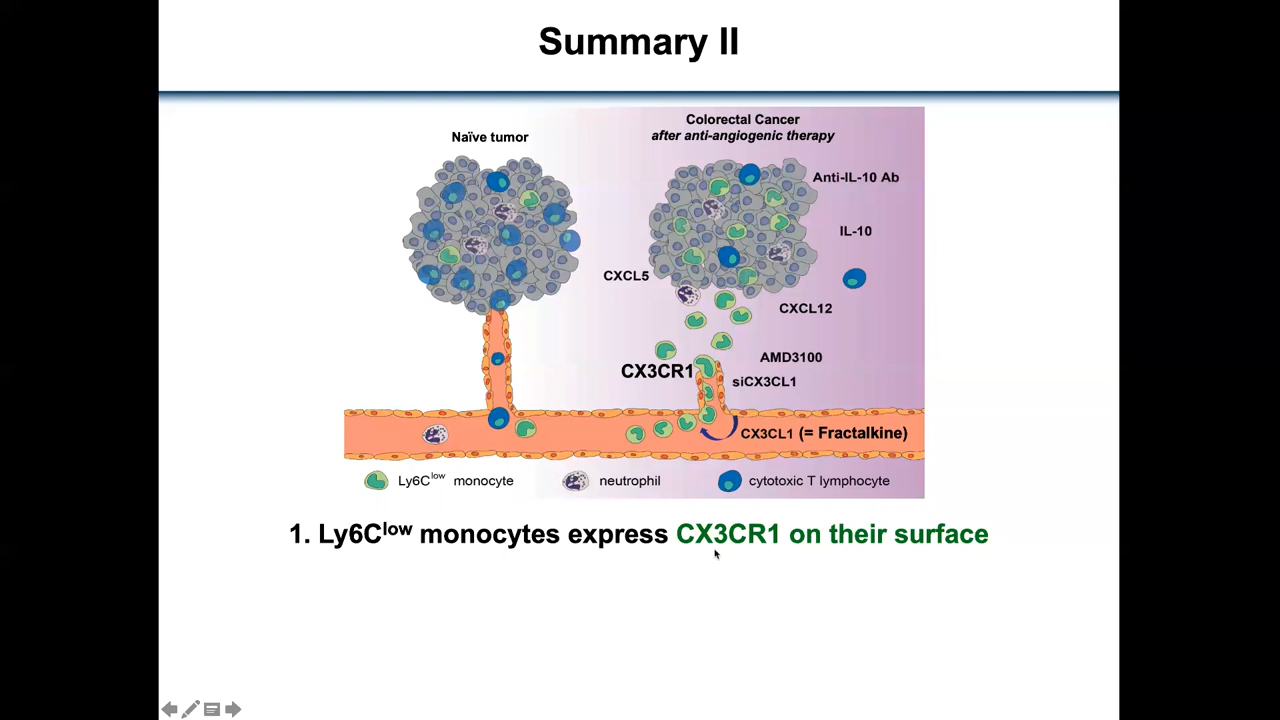 Summary II
Naïve tumor
Colorectal Cancer
after anti-angiogenic therapy
Anti-IL-10 Ab
IL-10
CXCL5
CXCL12
AMD3100
CX3CR1
siCX3CL1
CX3CL1 (= Fractalkine)
Ly6Clow monocyte
neutrophil
cytotoxic T lymphocyte
1. Ly6Clow monocytes express CX3CR1 on their surface